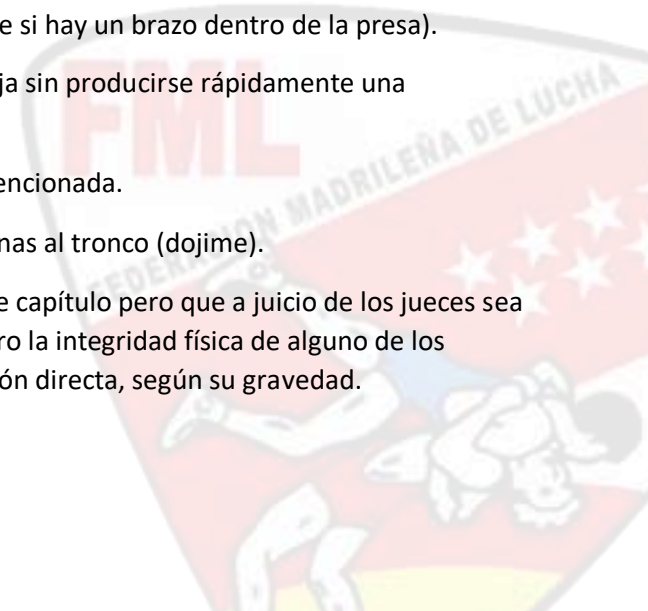 e si hay un brazo dentro de la presa).
ja sin producirse rápidamente una
encionada.
nas al tronco (dojime).
e capítulo pero que a juicio de los jueces sea
ro la integridad física de alguno de los
ón directa, según su gravedad.
FML
FEDERACION MADRILEÑA DE LUCHA